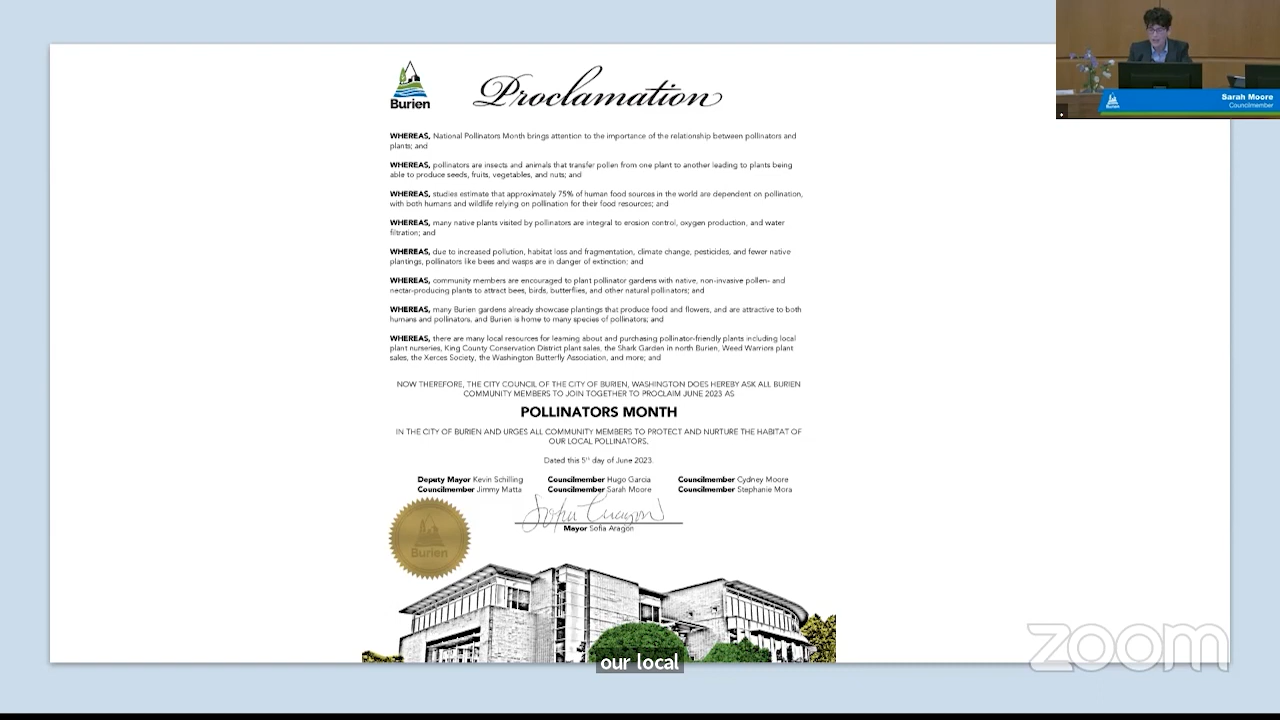 Burien
Proclamation
WHEREAS, National Pollinators Month brings attention to the importance of the relationship between pollinators and
plants; and
WHEREAS, pollinators are insects and animals that transfer pollen from one plant to another leading to plants being
able to produce seeds, fruits, vegetables, and nuts; and
WHEREAS, studies estimate that approximately 75% of human food sources in the world are dependent on pollination,
with both humans and wildlife relying on pollination for their food resources; and
WHEREAS, many native plants visited by pollinators are integral to erosion control, oxygen production, and water
filtration; and
WHEREAS, due to increased pollution, habitat loss and fragmentation, climate change, pesticides, and fewer native
plantings, pollinators like bees and wasps are in danger of extinction; and
WHEREAS, community members are encouraged to plant pollinator gardens with native, non-invasive pollen- and
nectar-producing plants to attract bees, birds, butterflies, and other natural pollinators; and
WHEREAS, many Burien gardens already showcase plantings that produce food and flowers, and are attractive to both
humans and pollinators, and Burien is home to many species of pollinators; and
WHEREAS, there are many local resources for learning about and purchasing pollinator-friendly plants including local
plant nurseries, King County Conservation District plant sales, the Shark Garden in north Burien, Weed Warriors plant
sales, the Xerces Society, the Washington Butterfly Association, and more; and
NOW THEREFORE, THE CITY COUNCIL OF THE CITY OF BURIEN, WASHINGTON DOES HEREBY ASK ALL BURIEN
COMMUNITY MEMBERS TO JOIN TOGETHER TO PROCLAIM JUNE 2023 AS
POLLINATORS MONTH
IN THE CITY OF BURIEN AND URGES ALL COMMUNITY MEMBERS TO PROTECT AND NURTURE THE HABITAT OF
OUR LOCAL POLLINATORS.
Dated this 5th day of June 2023.
Deputy Mayor Kevin Schilling Councilmember Hugo Garcia Councilmember Cydney Moore
Councilmember Jimmy Matta Councilmember Sarah Moore Councilmember Stephanie Mora
Sofia Aragon
Mayor Sofia Aragon
Burien
our local
zoom
Burien
Sarah Moore
Councilmember